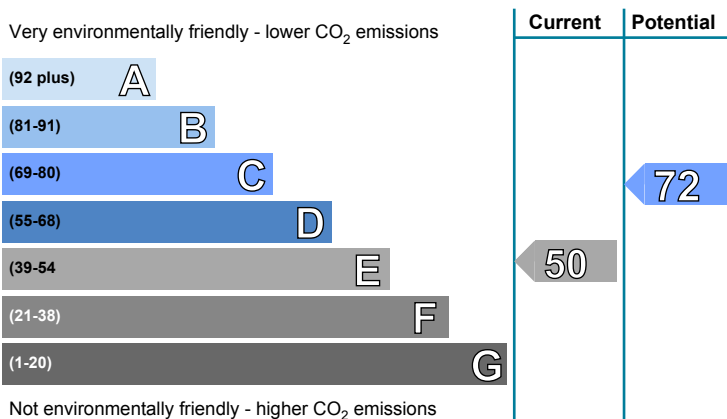 Very environmentally friendly - lower CO2 emissions
Current
Potential
(92 plus) A
(81-91) B
(69-80) C
72
(55-68) D
(39-54 E
50
(21-38) F
(1-20) G
Not environmentally friendly - higher CO2 emissions